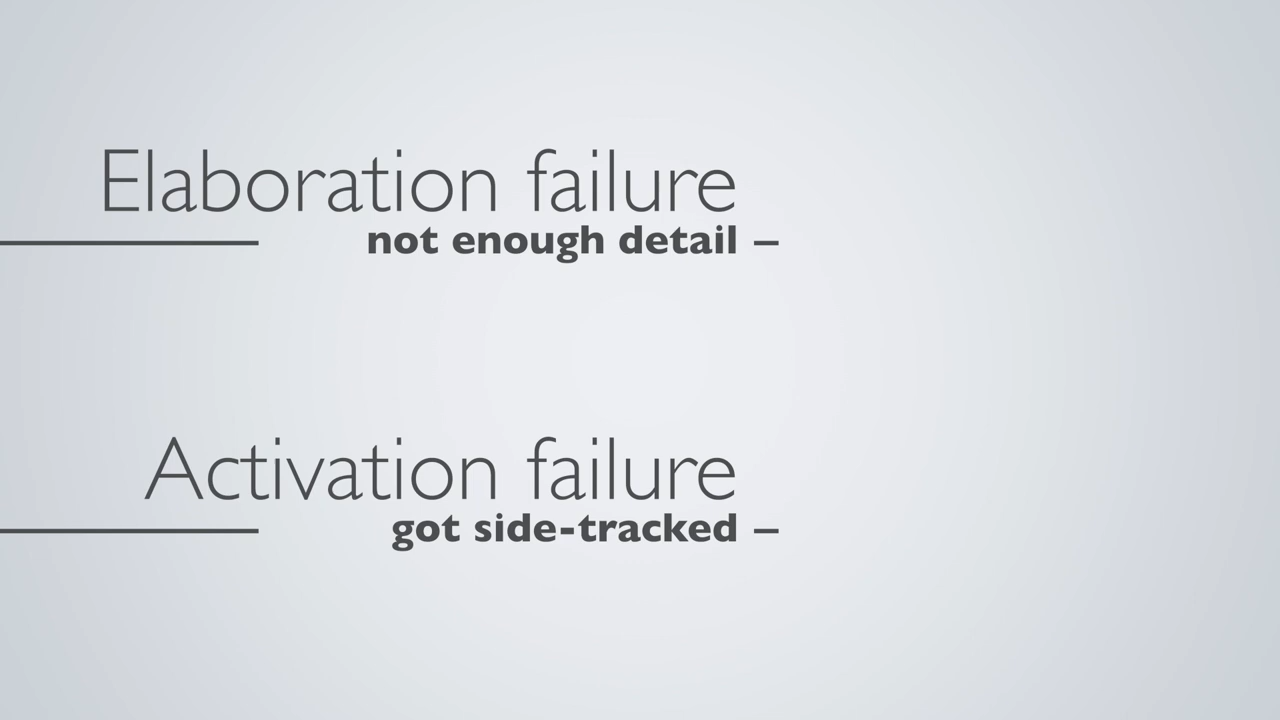 Elaboration failure
not enough detail –
Activation failure
got side-tracked –